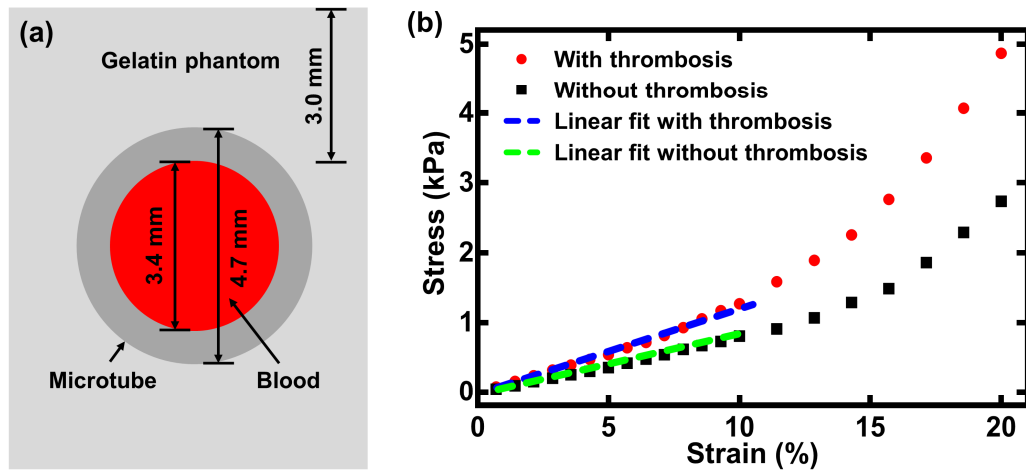 (a)
Gelatin phantom
3.0 mm
3.4 mm
4.7 mm
Microtube
Blood
(b)
With thrombosis
Without thrombosis
Linear fit with thrombosis
Linear fit without thrombosis
Stress (kPa)
5
4
3
2
1
0
0 5 10 15 20
Strain (%)